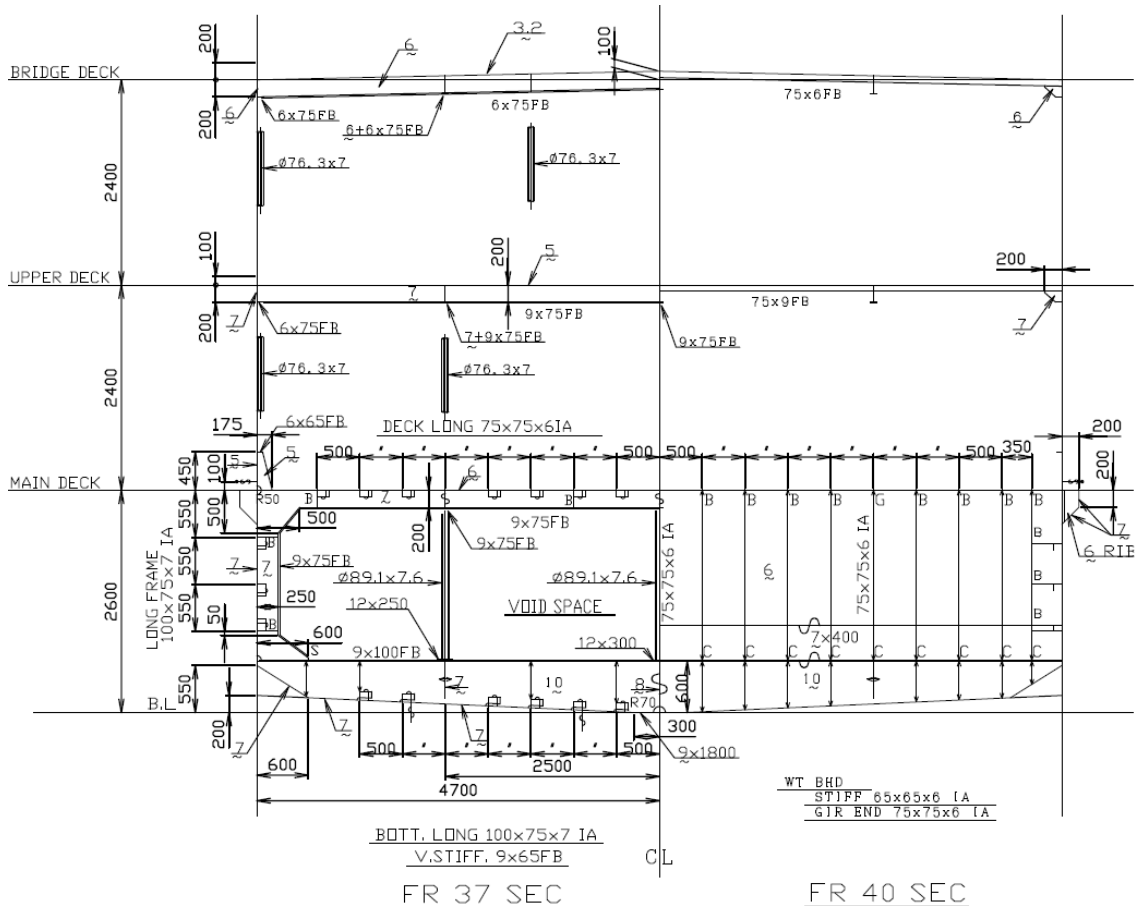 200
6
3.2
100
BRIDGE DECK
6
200
6x75FB
6x75FB
6+6x75FB
75x6FB
6
Ø76.3x7
Ø76.3x7
2400
100
200
5
200
UPPER DECK
7
7
200
6x75FB
9x75FB
7+9x75FB
75x9FB
9x75FB
7
Ø76.3x7
Ø76.3x7
2400
175
6x65FB
DECK LONG 75x75x6IA
200
5
5
450
100
500 ' ' ' ' ' ' 500 500 ' ' ' ' ' ' 500 350
200
MAIN DECK
6
R50
B
7
S
B
S
B B B B G B B B B
550
500
500
9x75FB
200
9x75FB
7
6 RIB
LONG FRAME
100x75x7 IA
550
7
7
B
9x75FB
Ø89.1x7.6
Ø89.1x7.6
75x75x6 IA
6
75x75x6 IA
B
B
2600
250
12x250
VOID SPACE
550
50
B
600
S
9x100FB
12x300
7x400
C C C C C C C C
550
7
10
8
600
10
B.L
7
R70
200
7
7
S
S
300
600
500 ' ' ' ' ' 500
9x1800
2500
4700
WT BHD
STIFF 65x65x6 IA
GIR END 75x75x6 IA
BOTT. LONG 100x75x7 IA
V.STIFF. 9x65FB
CL
FR 37 SEC
FR 40 SEC